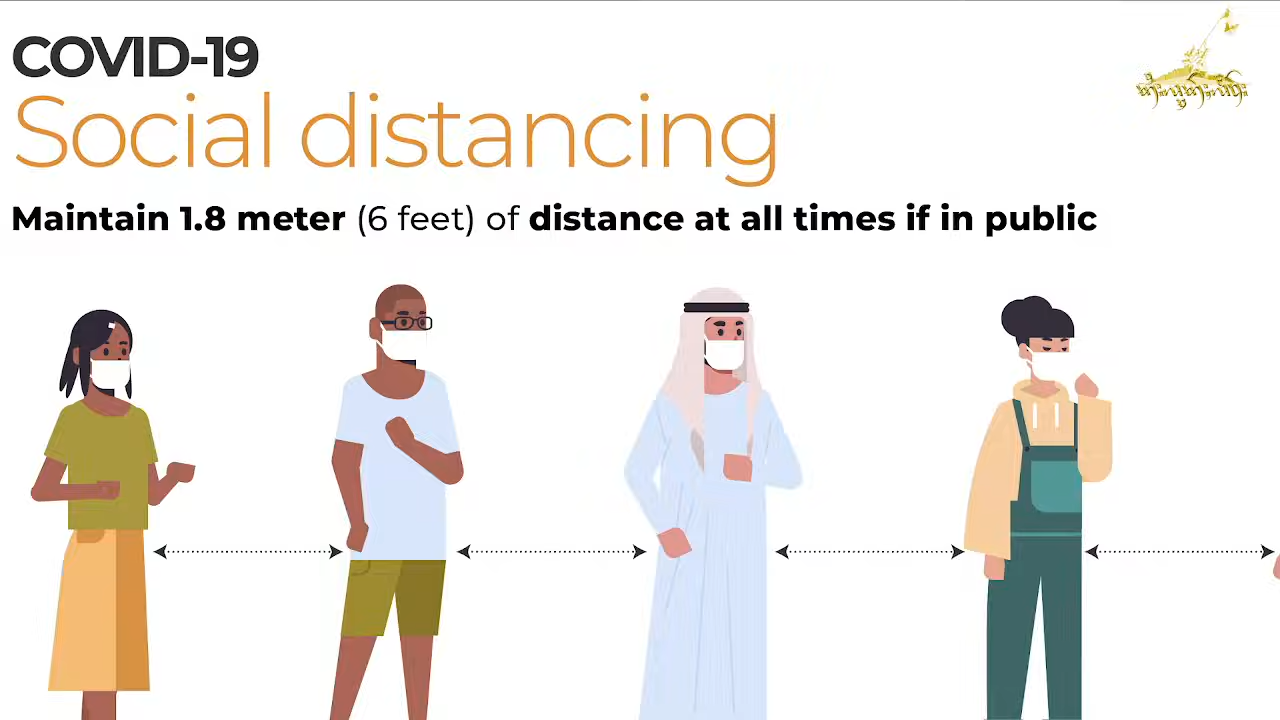 COVID-19
Social distancing
Maintain 1.8 meter (6 feet) of distance at all times if in public